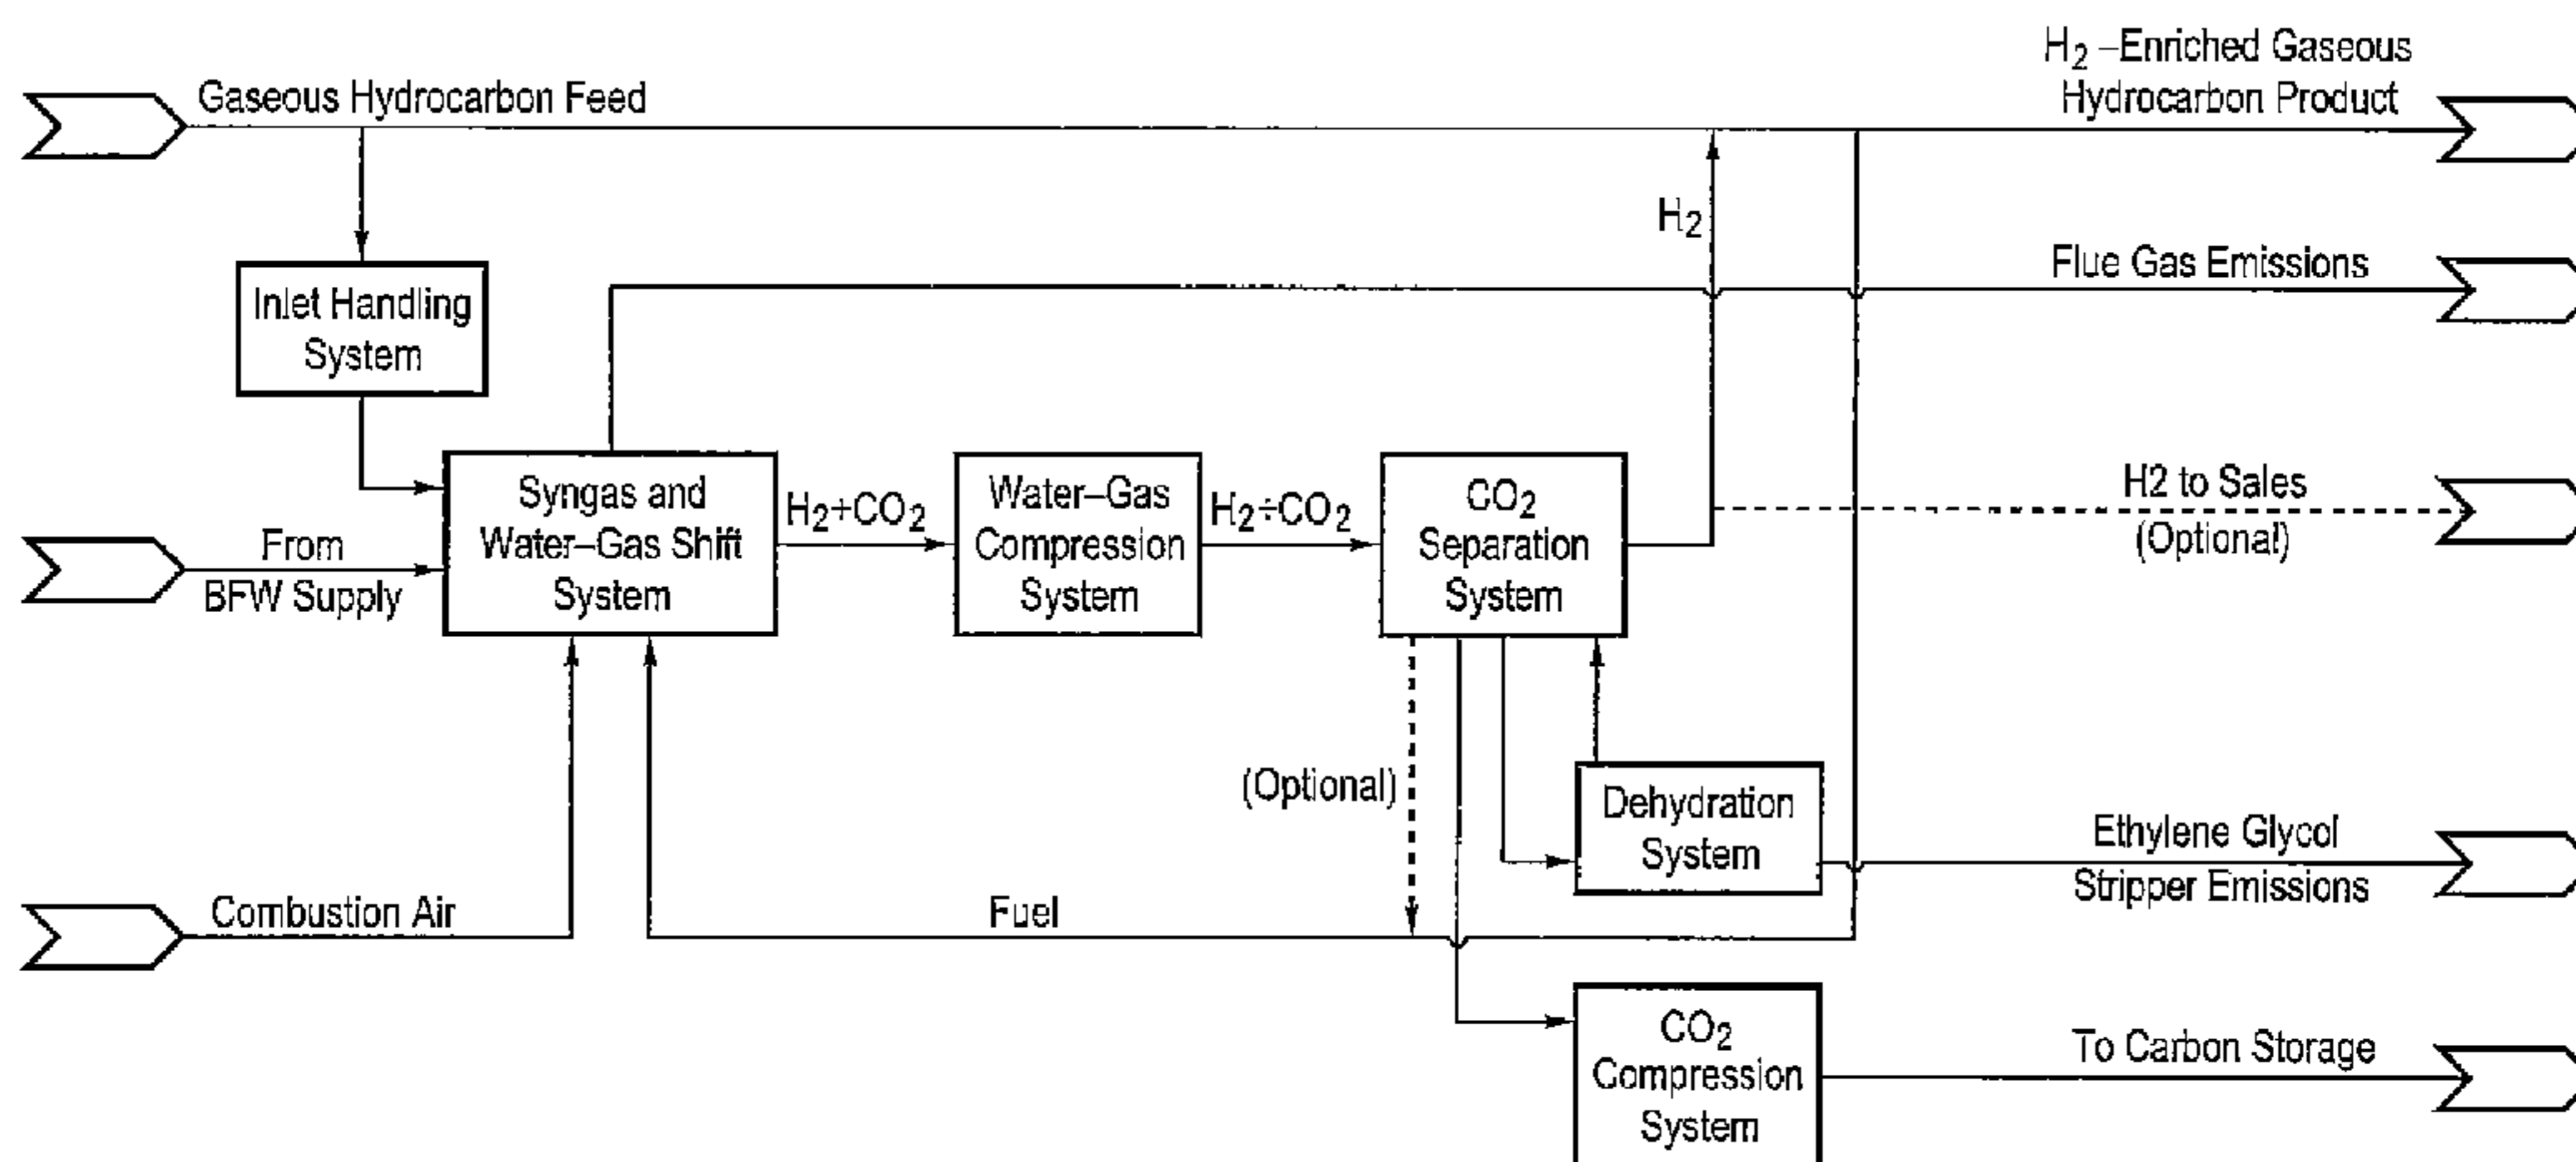 H₂ –Enriched Gaseous
Hydrocarbon Product
Gaseous Hydrocarbon Feed
H₂
Flue Gas Emissions
Inlet Handling
System
H2 to Sales
(Optional)
Syngas and
Water–Gas Shift
System
H₂+CO₂
Water–Gas
Compression
System
H₂÷CO₂
CO₂
Separation
System
From
BFW Supply
(Optional)
Dehydration
System
Ethylene Glycol
Stripper Emissions
Combustion Air
Fuel
CO₂
Compression
System
To Carbon Storage